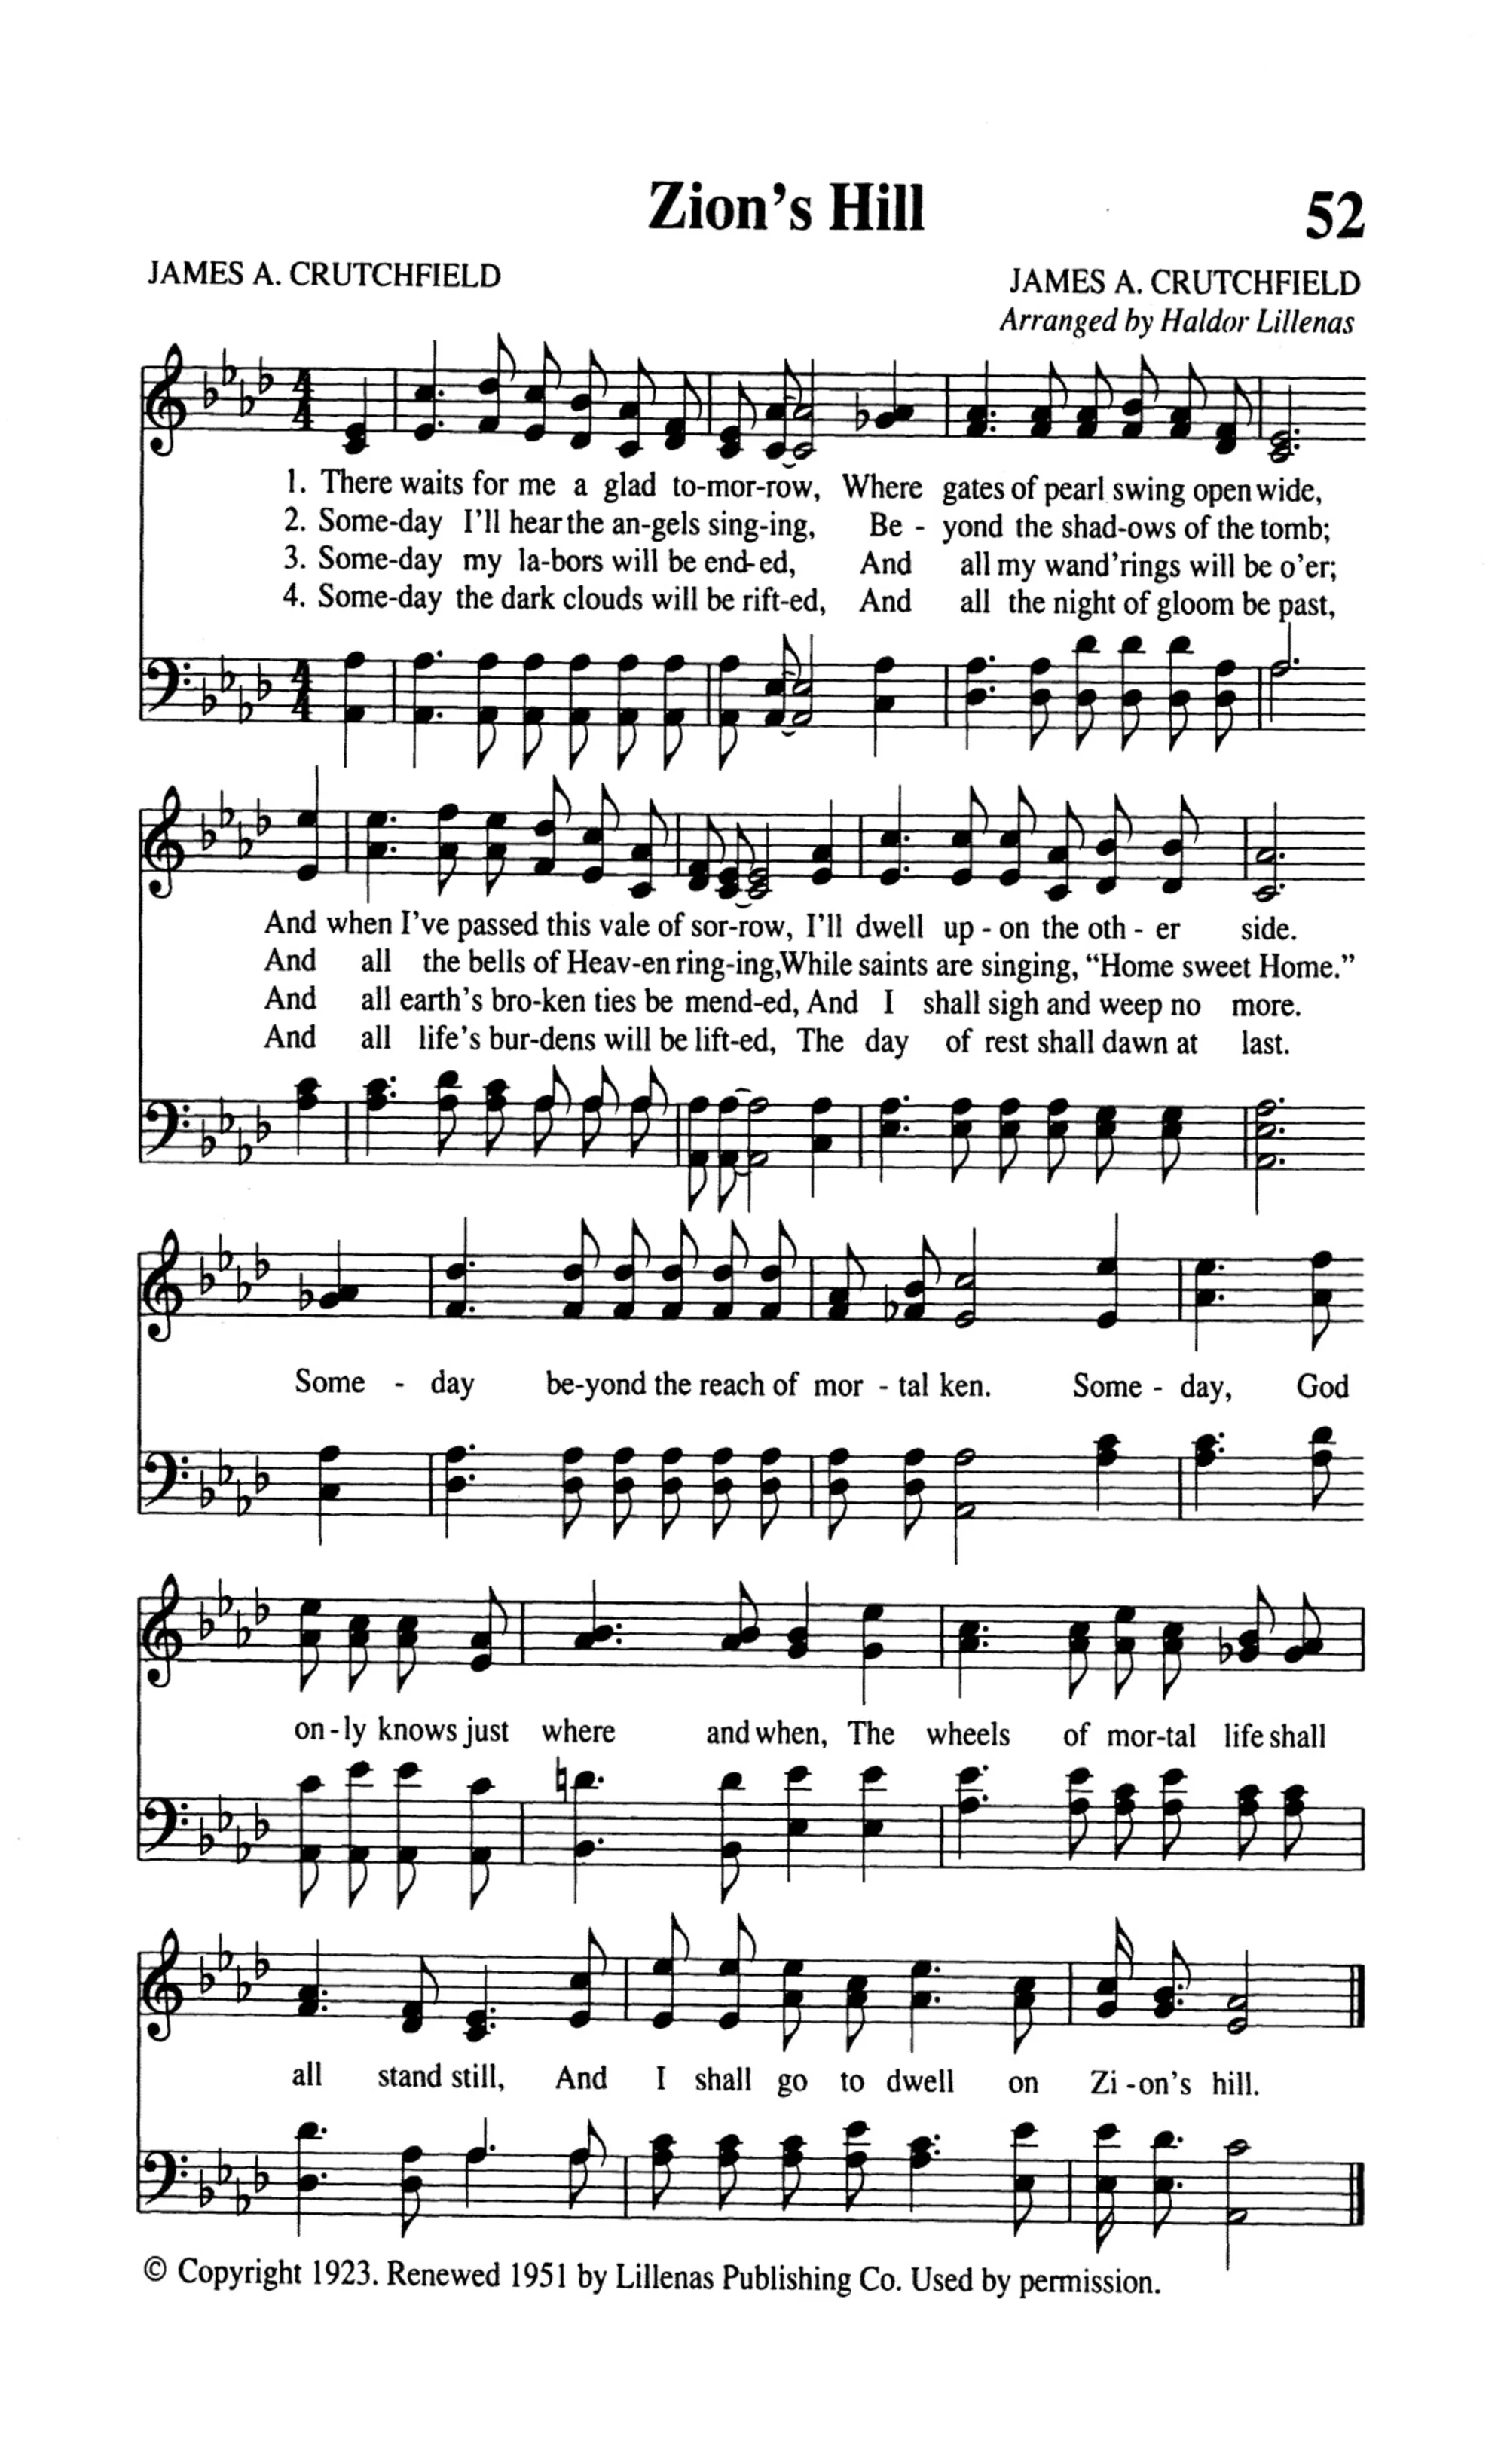 Zion's Hill
52
JAMES A. CRUTCHFIELD
JAMES A. CRUTCHFIELD
Arranged by Haldor Lillenas
1. There waits for me a glad to-mor-row, Where gates of pearl swing open wide,
2. Some-day I'll hear the an-gels sing-ing, Be - yond the shad-ows of the tomb;
3. Some-day my la-bors will be end-ed, And all my wand'rings will be o'er;
4. Some-day the dark clouds will be rift-ed, And all the night of gloom be past,
And when I've passed this vale of sor-row, I'll dwell up - on the oth - er side.
And all the bells of Heav-en ring-ing, While saints are singing, "Home sweet Home."
And all earth's bro-ken ties be mend-ed, And I shall sigh and weep no more.
And all life's bur-dens will be lift-ed, The day of rest shall dawn at last.
Some - day be-yond the reach of mor - tal ken. Some - day, God
on - ly knows just where and when, The wheels of mor-tal life shall
all stand still, And I shall go to dwell on Zi - on's hill.
© Copyright 1923. Renewed 1951 by Lillenas Publishing Co. Used by permission.